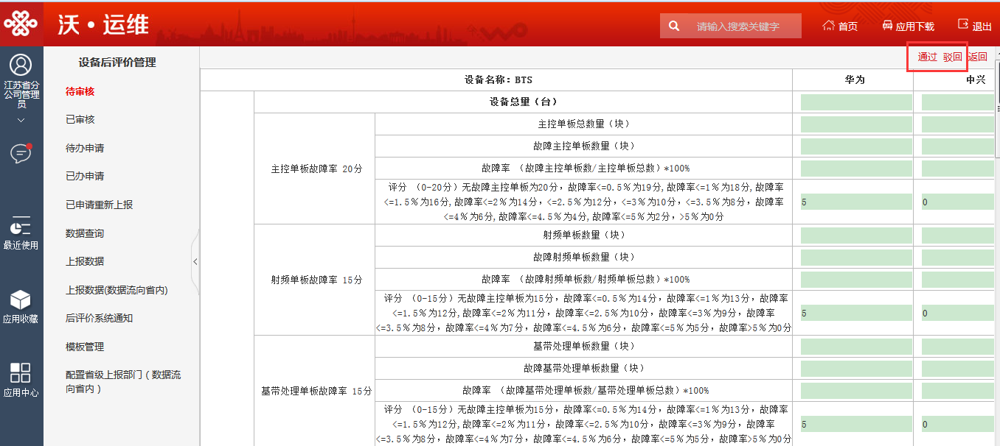 沃·运维
请输入搜索关键字
首页
应用下载
退出
江苏省分
公司管理
员
最近使用
应用收藏
应用中心
设备后评价管理
待审核
已审核
待办申请
已办申请
已申请重新上报
数据查询
上报数据
上报数据(数据流向省内)
后评价系统通知
模板管理
配置省级上报部门（数据流
向省内）
通过 驳回 返回
设备名称：BTS
华为
中兴
设备总量（台）
主控单板故障率 20分
主控单板总数量（块）
故障主控单板数量（块）
故障率 （故障主控单板数/主控单板总数）*100%
评分 （0-20分）无故障主控单板为20分，故障率<=0.5％为19分,故障率<=1％为18分,故障率
<=1.5％为16分,故障率<=2％为14分，<=2.5％为12分，<=3％为10分，<=3.5％为8分，故障率
<=4％为6分,故障率<=4.5％为4分,故障率<=5％为2分，>5％为0分
5
0
射频单板故障率 15分
射频单板数量（块）
故障射频单板数量（块）
故障率 （故障射频单板数/射频单板总数）*100%
评分 （0-15分）无故障主控单板为15分，故障率<=0.5％为14分，故障率<=1％为13分，故障率
<=1.5％为12分,故障率<=2％为11分，故障率<=2.5％为10分，故障率<=3％为9分，故障率
<=3.5％为8分，故障率<=4％为7分，故障率<=4.5％为6分，故障率<=5％为5分，故障率>5％为0分
5
0
基带处理单板故障率 15分
基带处理单板数量（块）
故障基带处理单板数量（块）
故障率 （故障基带处理单板数/基带处理单板总数）*100%
评分 （0-15分）无故障主控单板为15分，故障率<=0.5％为14分，故障率<=1％为13分，故障率
<=1.5％为12分,故障率<=2％为11分，故障率<=2.5％为10分，故障率<=3％为9分，故障率
<=3.5％为8分，故障率<=4％为7分，故障率<=4.5％为6分，故障率<=5％为5分，故障率>5％为0分
5
0